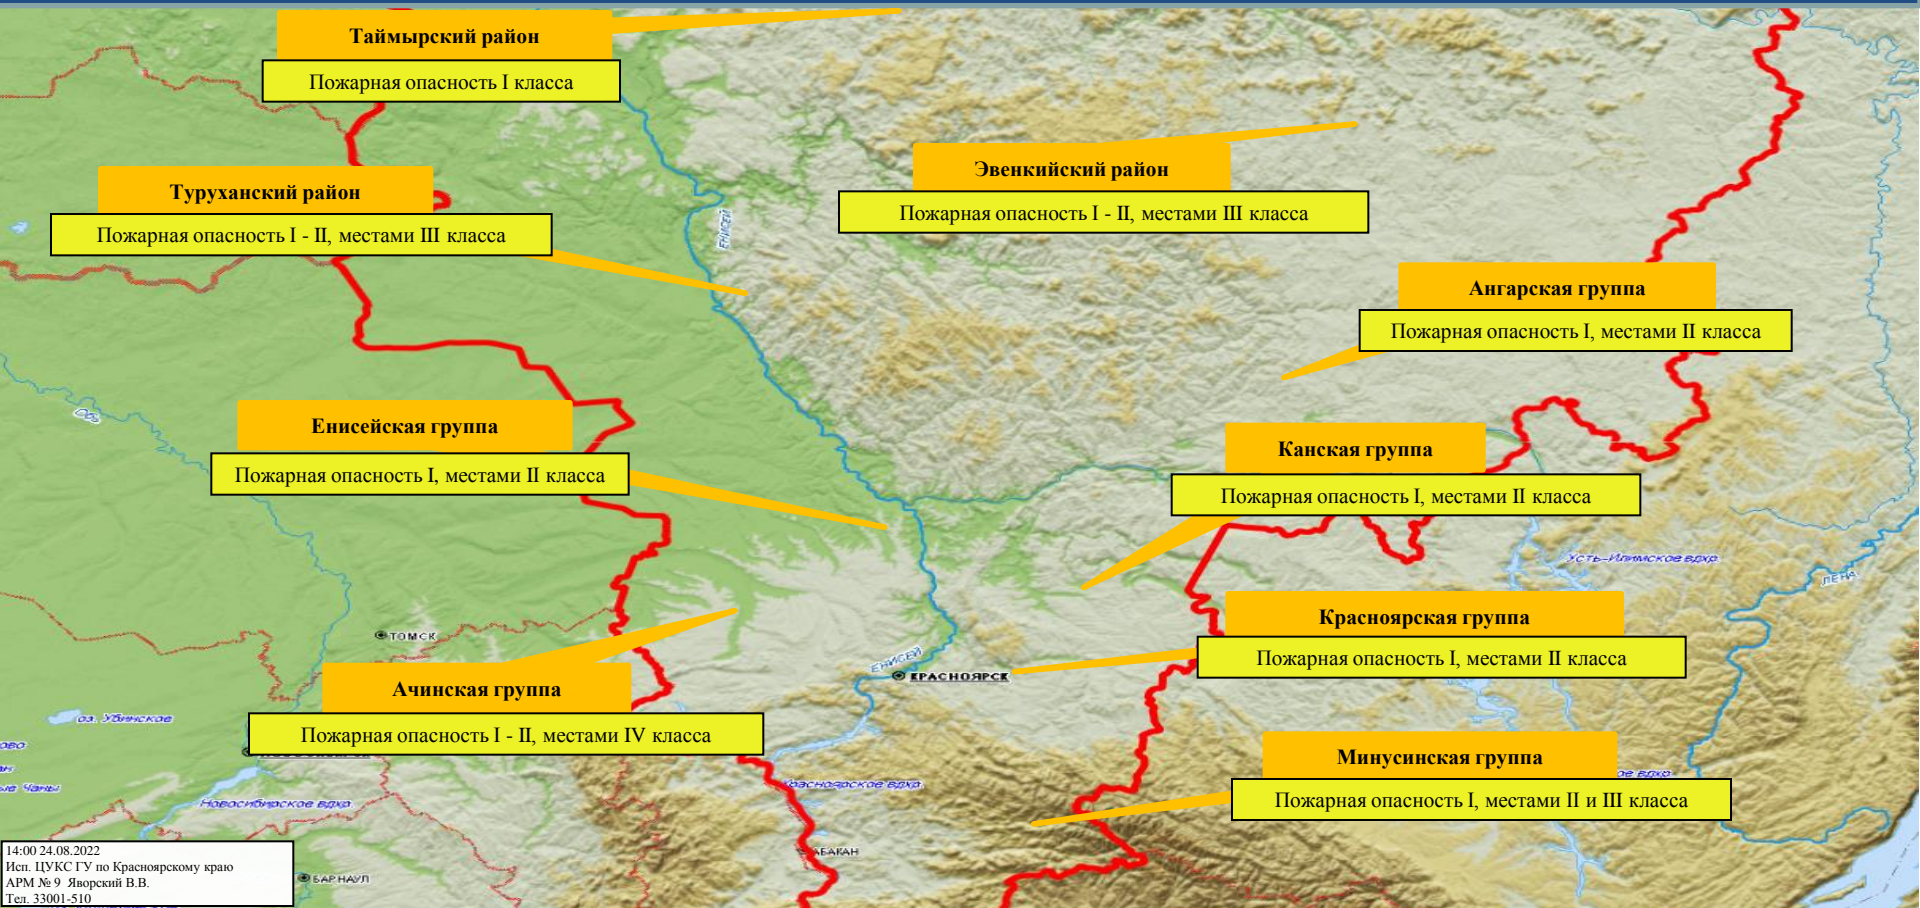 Таймырский район
Пожарная опасность I класса
Эвенкийский район
Пожарная опасность I - II, местами III класса
Туруханский район
Пожарная опасность I - II, местами III класса
ЕНИСЕЙ
Ангарская группа
Пожарная опасность I, местами II класса
Обь
Енисейская группа
Пожарная опасность I, местами II класса
Канская группа
Пожарная опасность I, местами II класса
Усть-Илимское вдхр.
ЛЕНА
Красноярская группа
Пожарная опасность I, местами II класса
ТОМСК
ЕНИСЕЙ
КРАСНОЯРСК
Ачинская группа
Пожарная опасность I - II, местами IV класса
оз. Убинское
Минусинская группа
Пожарная опасность I, местами II и III класса
Красноярское вдхр.
Новосибирское вдхр.
АБАКАН
БАРНАУЛ
14:00 24.08.2022
Исп. ЦУКС ГУ по Красноярскому краю
АРМ № 9 Яворский В.В.
Тел. 33001-510